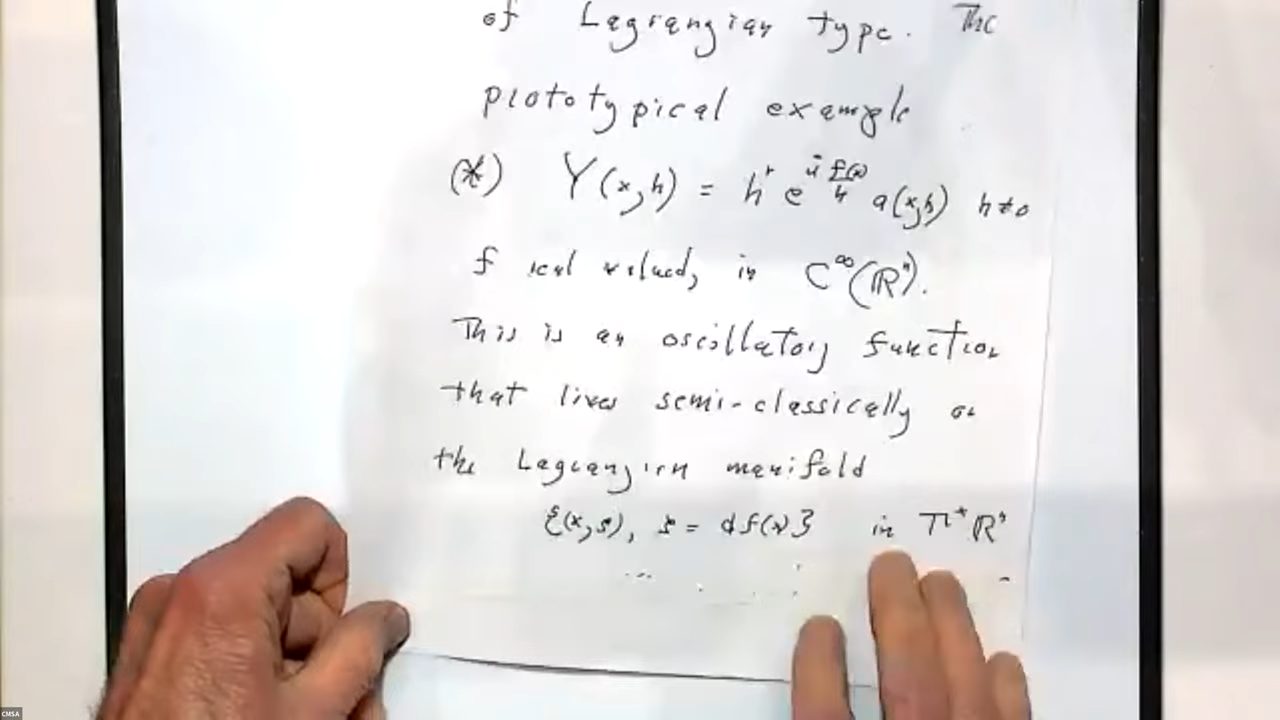 of Lagrangian type. The
prototypical example
(*) Υ(x,h) = h^r e^{i f(x)/h} a(x,h) h≠0
f real valued, in C^∞(ℝ^n).
This is an oscillatory function
that lives semi-classically on
the Lagrangian manifold
{(x,ξ), ξ = df(x)} in T^*ℝ^n
CMSA